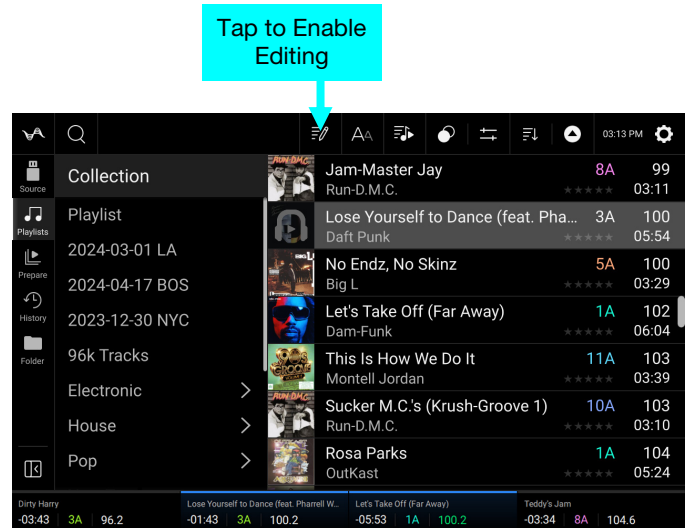 Tap to Enable
Editing
AA
03:13 PM
Source
Playlists
Prepare
History
Folder
Collection
Playlist
2024-03-01 LA
2024-04-17 BOS
2023-12-30 NYC
96k Tracks
Electronic
House
Pop
Jam-Master Jay 8A 99
Run-D.M.C. 03:11
Lose Yourself to Dance (feat. Pha... 3A 100
Daft Punk 05:54
No Endz, No Skinz 5A 100
Big L 03:29
Let's Take Off (Far Away) 1A 102
Dam-Funk 06:04
This Is How We Do It 11A 103
Montell Jordan 03:39
Sucker M.C.'s (Krush-Groove 1) 10A 103
Run-D.M.C. 03:10
Rosa Parks 1A 104
OutKast 05:24
RUN-D.M.C.
BIG L
90s
GROOVE
RUN-D.M.C.
Dirty Harry
-03:43 3A 96.2
Lose Yourself to Dance (feat. Pharrell W...
-01:43 3A 100.2
Let's Take Off (Far Away)
-05:53 1A 100.2
Teddy's Jam
-03:34 8A 104.6